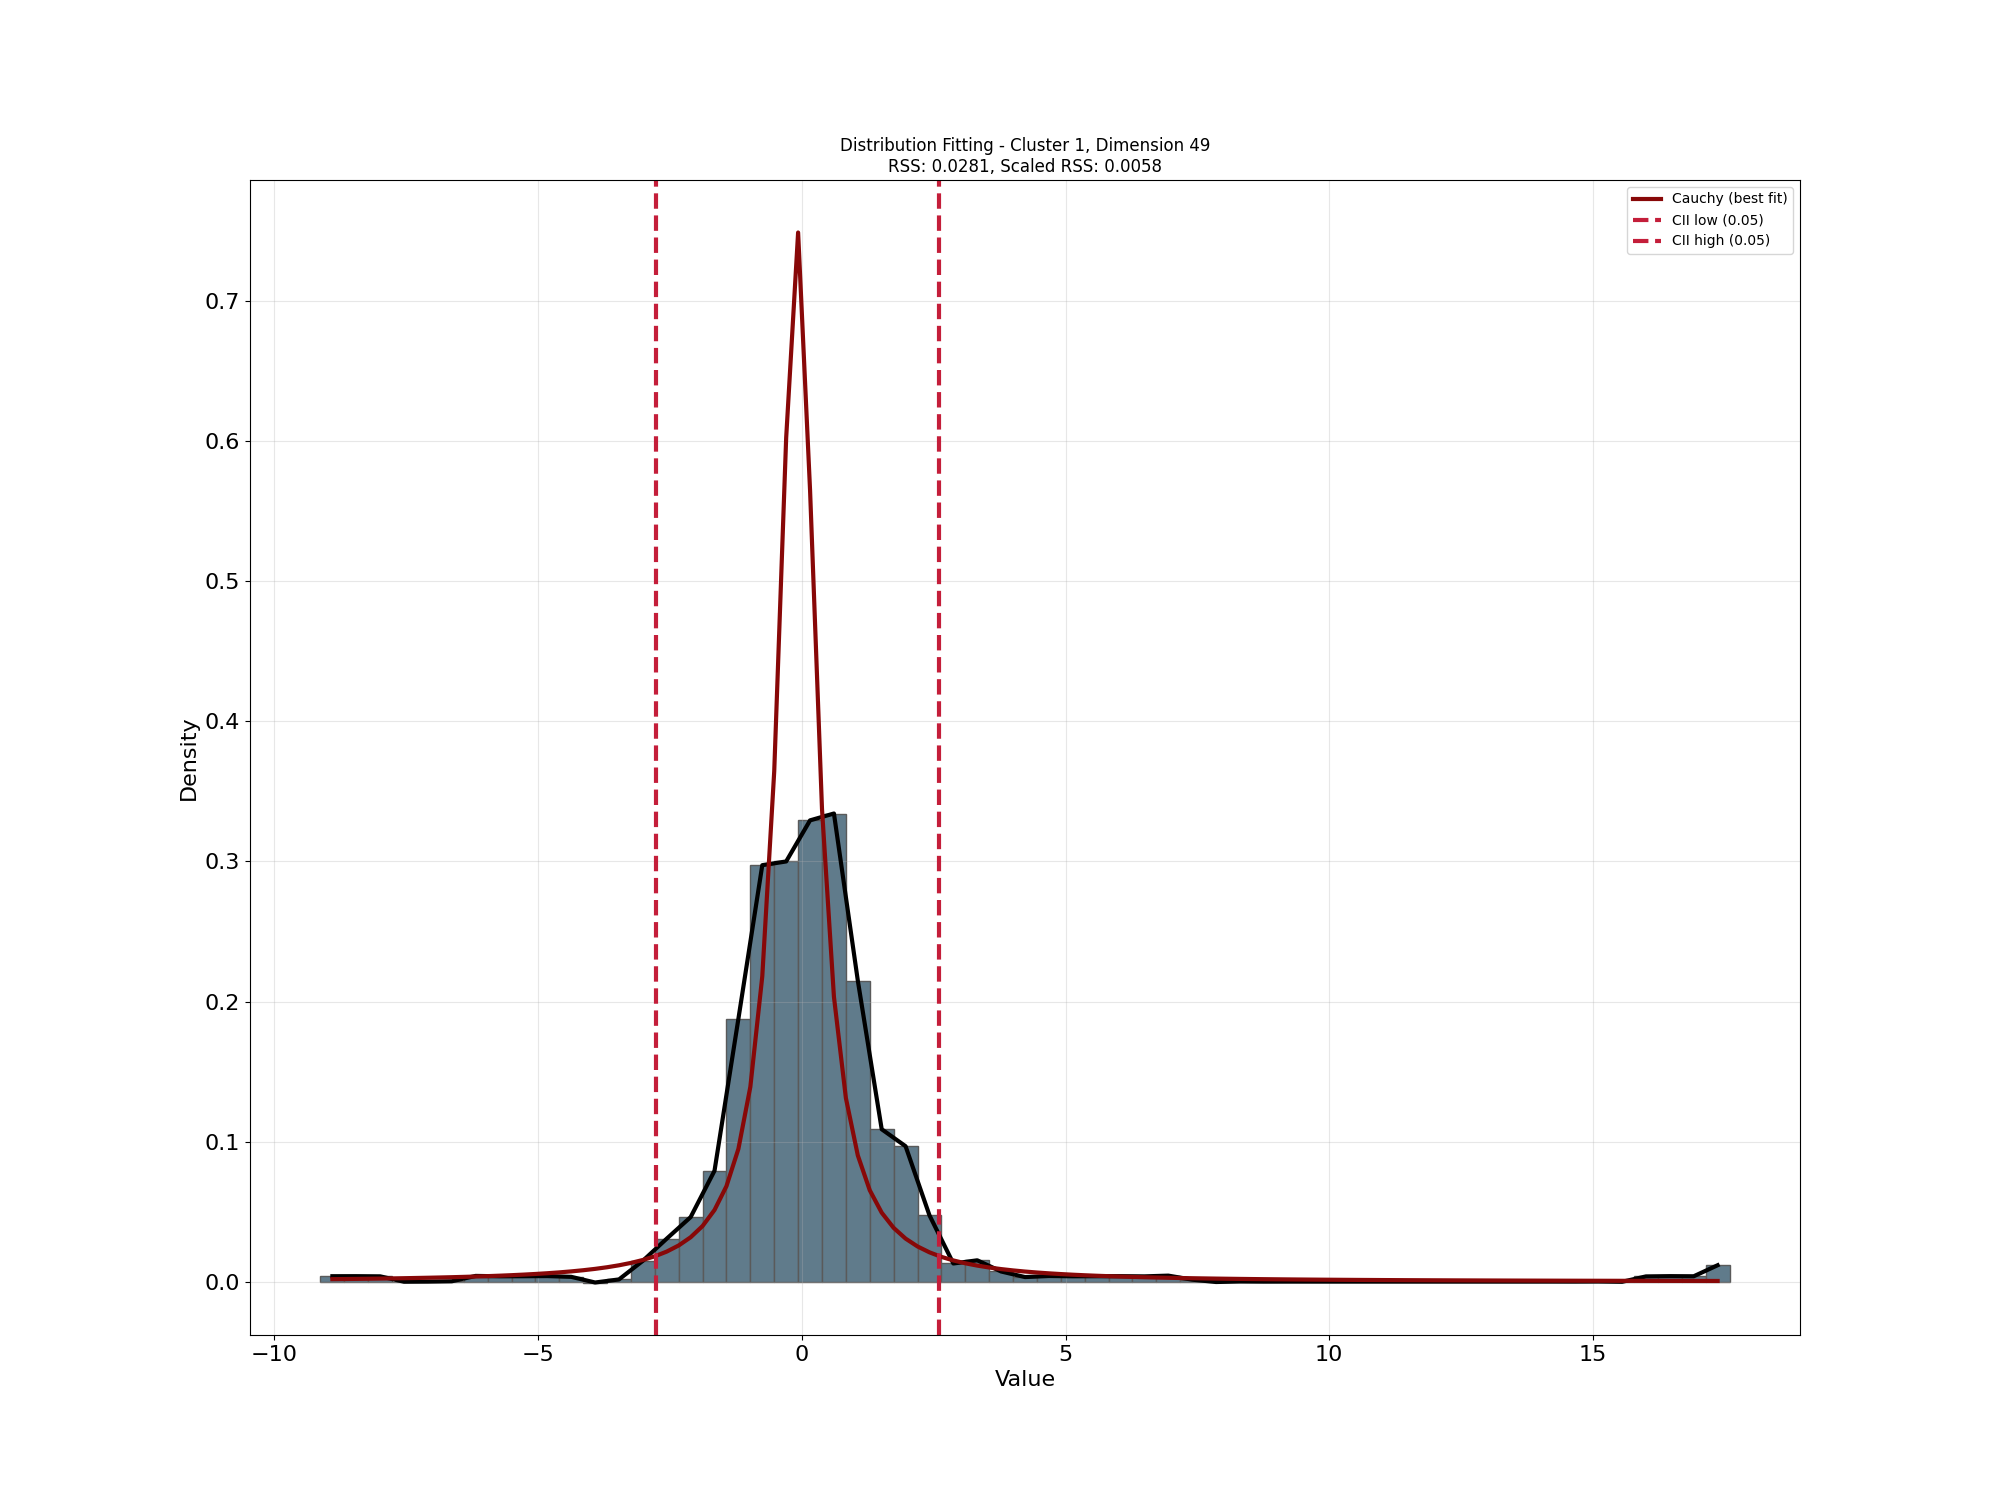 Distribution Fitting - Cluster 1, Dimension 49
RSS: 0.0281, Scaled RSS: 0.0058
Cauchy (best fit)
CII low (0.05)
CII high (0.05)
0.7
0.6
0.5
0.4
0.3
0.2
0.1
0.0
Density
−10
−5
0
5
10
15
Value